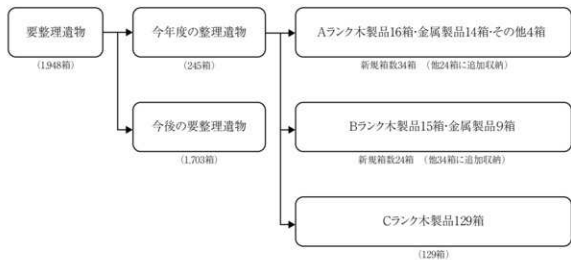 要整理遺物
(1,948箱)
今年度の整理遺物
(245箱)
今後の要整理遺物
(1,703箱)
Aランク木製品16箱・金属製品14箱・その他4箱
新規箱数34箱 (他24箱に追加収納)
Bランク木製品15箱・金属製品9箱
新規箱数24箱 (他34箱に追加収納)
Cランク木製品129箱
(129箱)